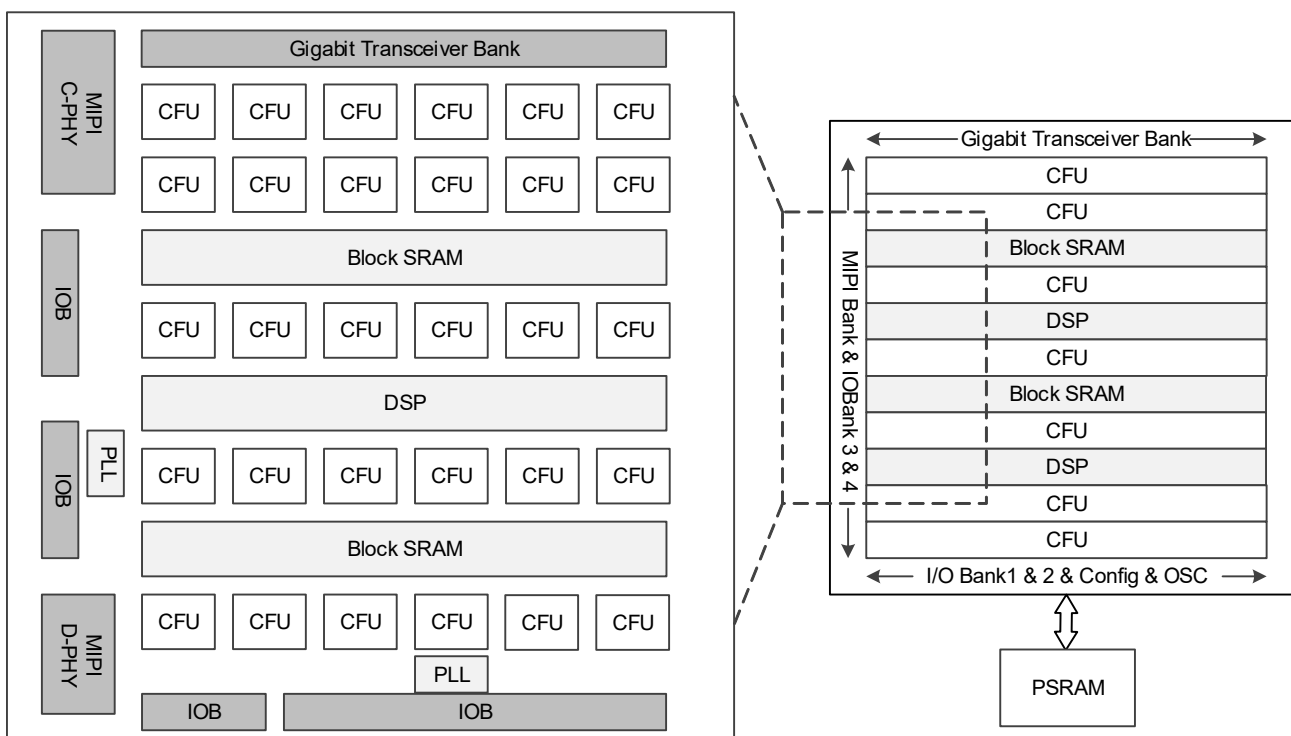 Gigabit Transceiver Bank
MIPI
C-PHY
CFU CFU CFU CFU CFU CFU
CFU CFU CFU CFU CFU CFU
Block SRAM
IOB
CFU CFU CFU CFU CFU CFU
DSP
IOB
PLL
CFU CFU CFU CFU CFU CFU
Block SRAM
MIPI
D-PHY
CFU CFU CFU CFU CFU CFU
PLL
IOB
IOB
Gigabit Transceiver Bank
MIPI Bank & IOBank 3 & 4
CFU
CFU
Block SRAM
CFU
DSP
CFU
Block SRAM
CFU
DSP
CFU
CFU
I/O Bank1 & 2 & Config & OSC
PSRAM